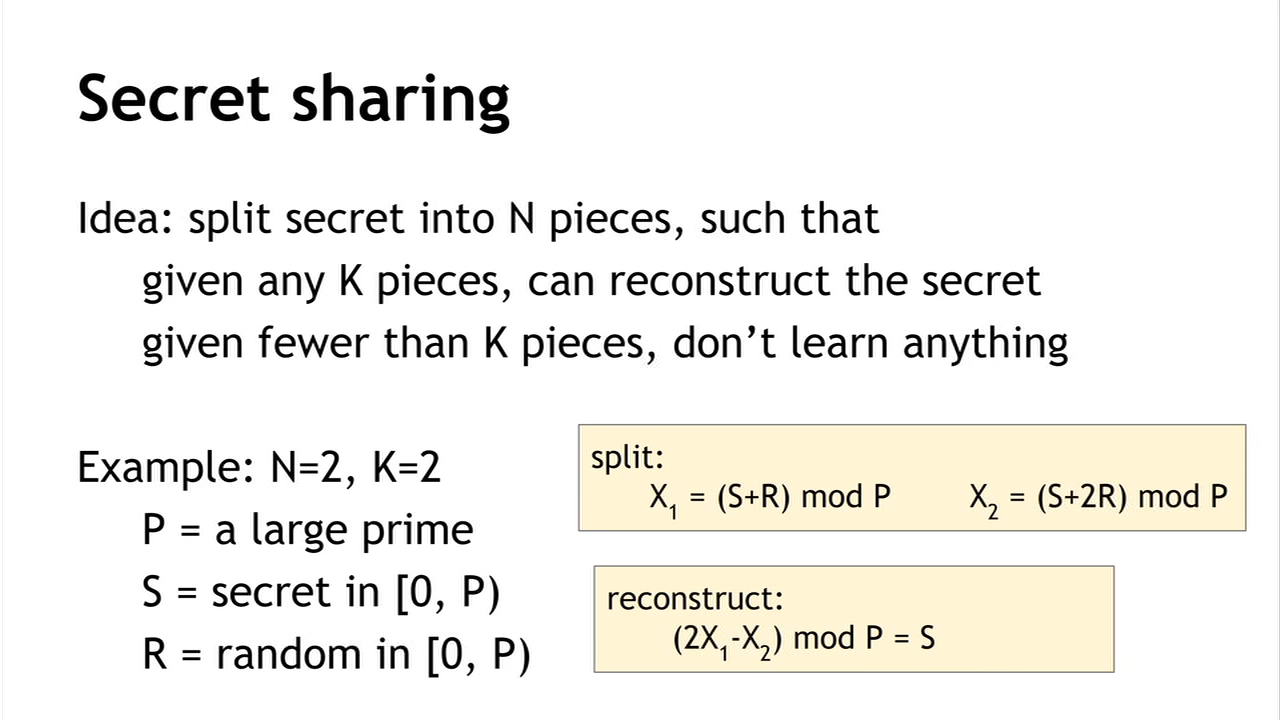 Secret sharing
Idea: split secret into N pieces, such that
given any K pieces, can reconstruct the secret
given fewer than K pieces, don’t learn anything
Example: N=2, K=2
P = a large prime
S = secret in [0, P)
R = random in [0, P)
split:
X₁ = (S+R) mod P X₂ = (S+2R) mod P
reconstruct:
(2X₁-X₂) mod P = S